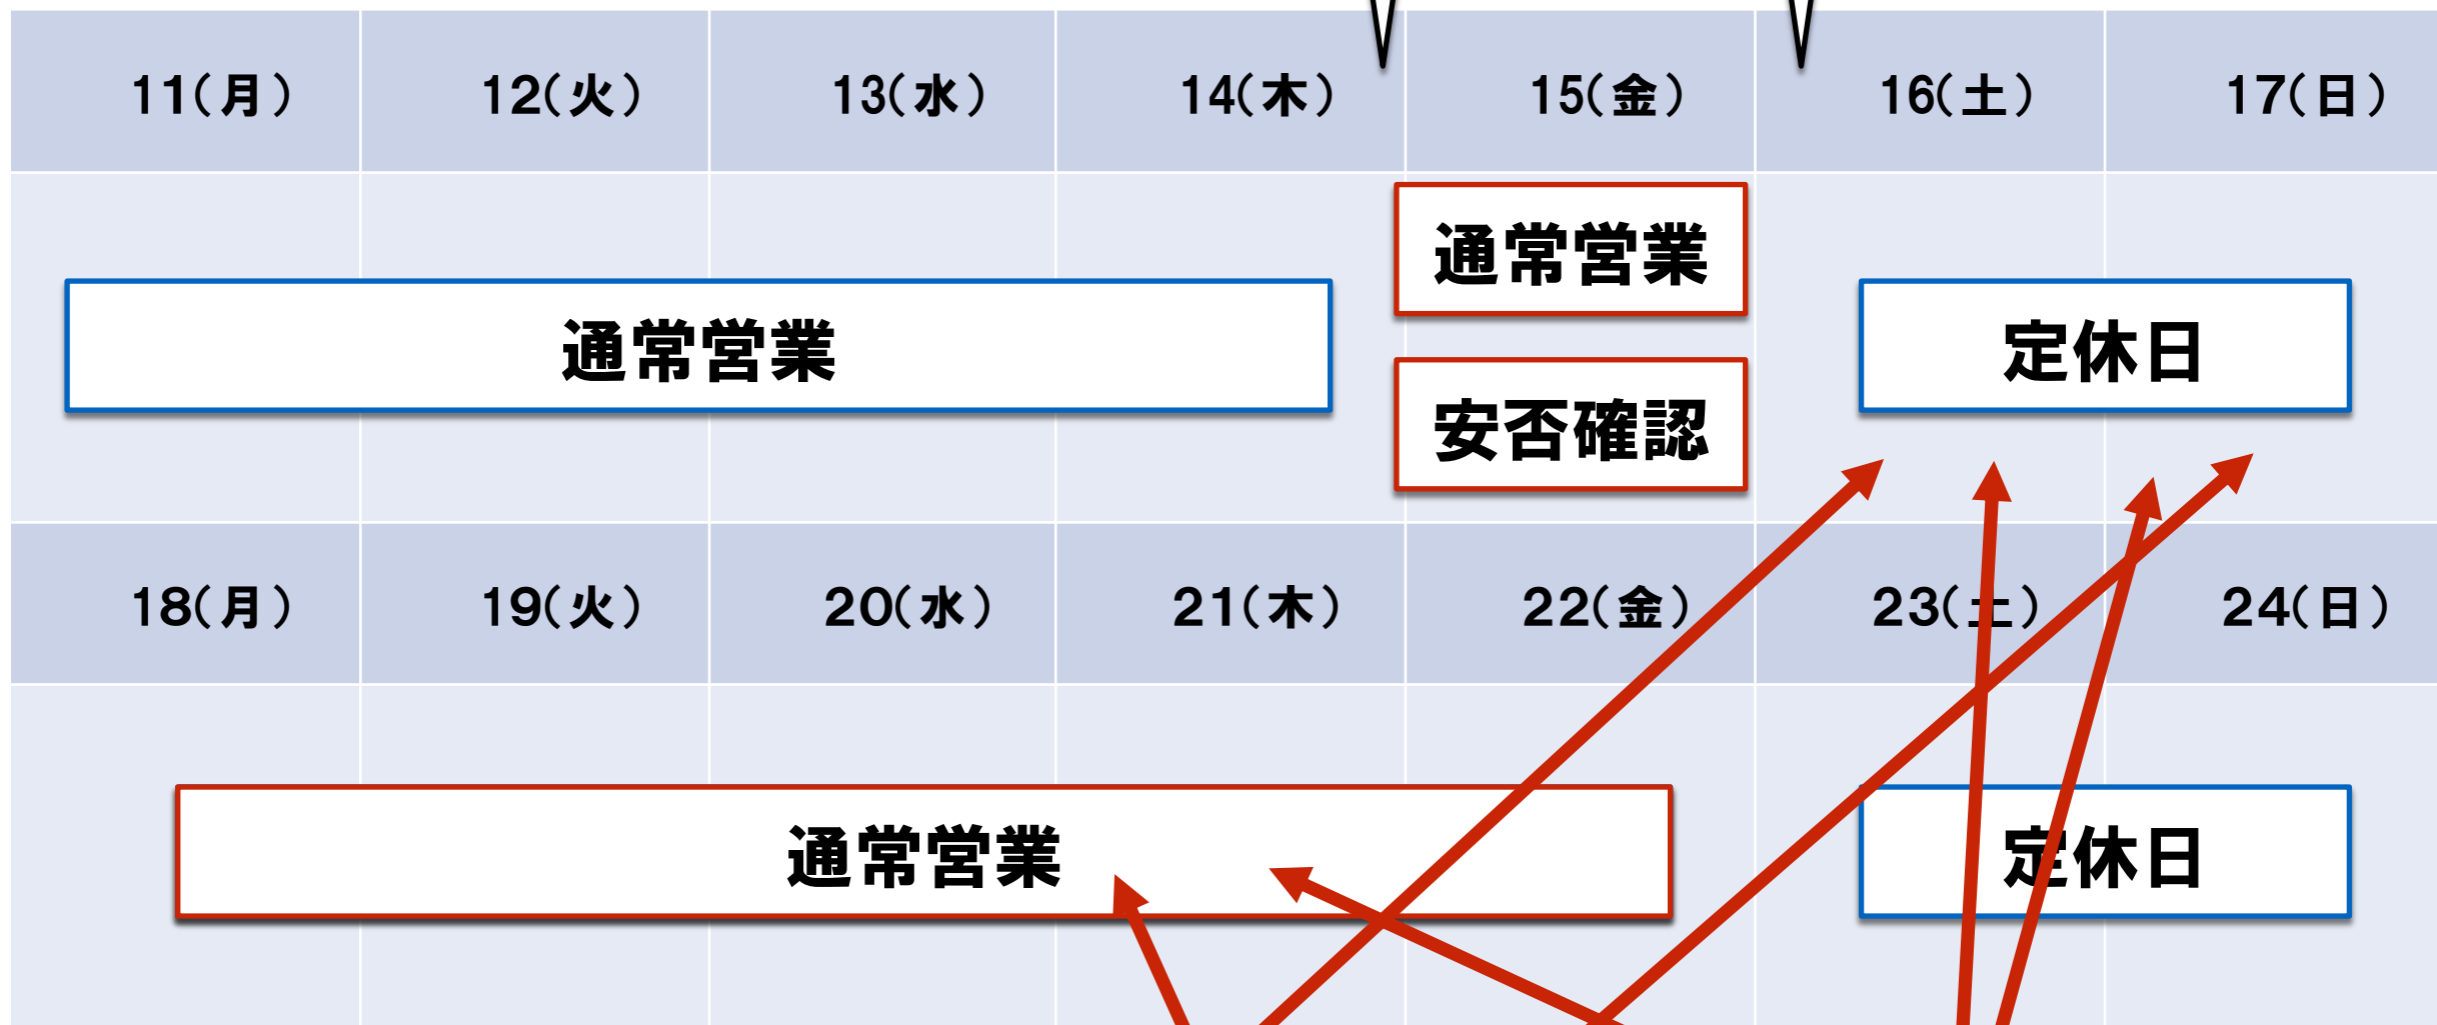 11(月) 12(火) 13(水) 14(木) 15(金) 16(土) 17(日)
通常営業
通常営業
安否確認
定休日
18(月) 19(火) 20(水) 21(木) 22(金) 23(土) 24(日)
通常営業
定休日